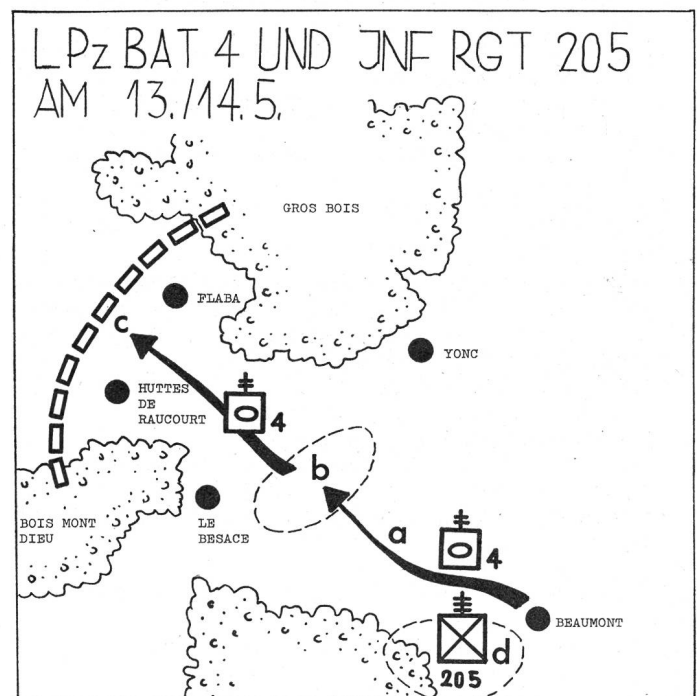 LPz BAT 4 UND JNF RGT 205
AM 13./14.5.
GROS BOIS
FLABA
C
YONC
HUTTES
DE
RAUCOURT
4
b
BOIS MONT
DIEU
LE
BESACE
a
4
BEAUMONT
d
205